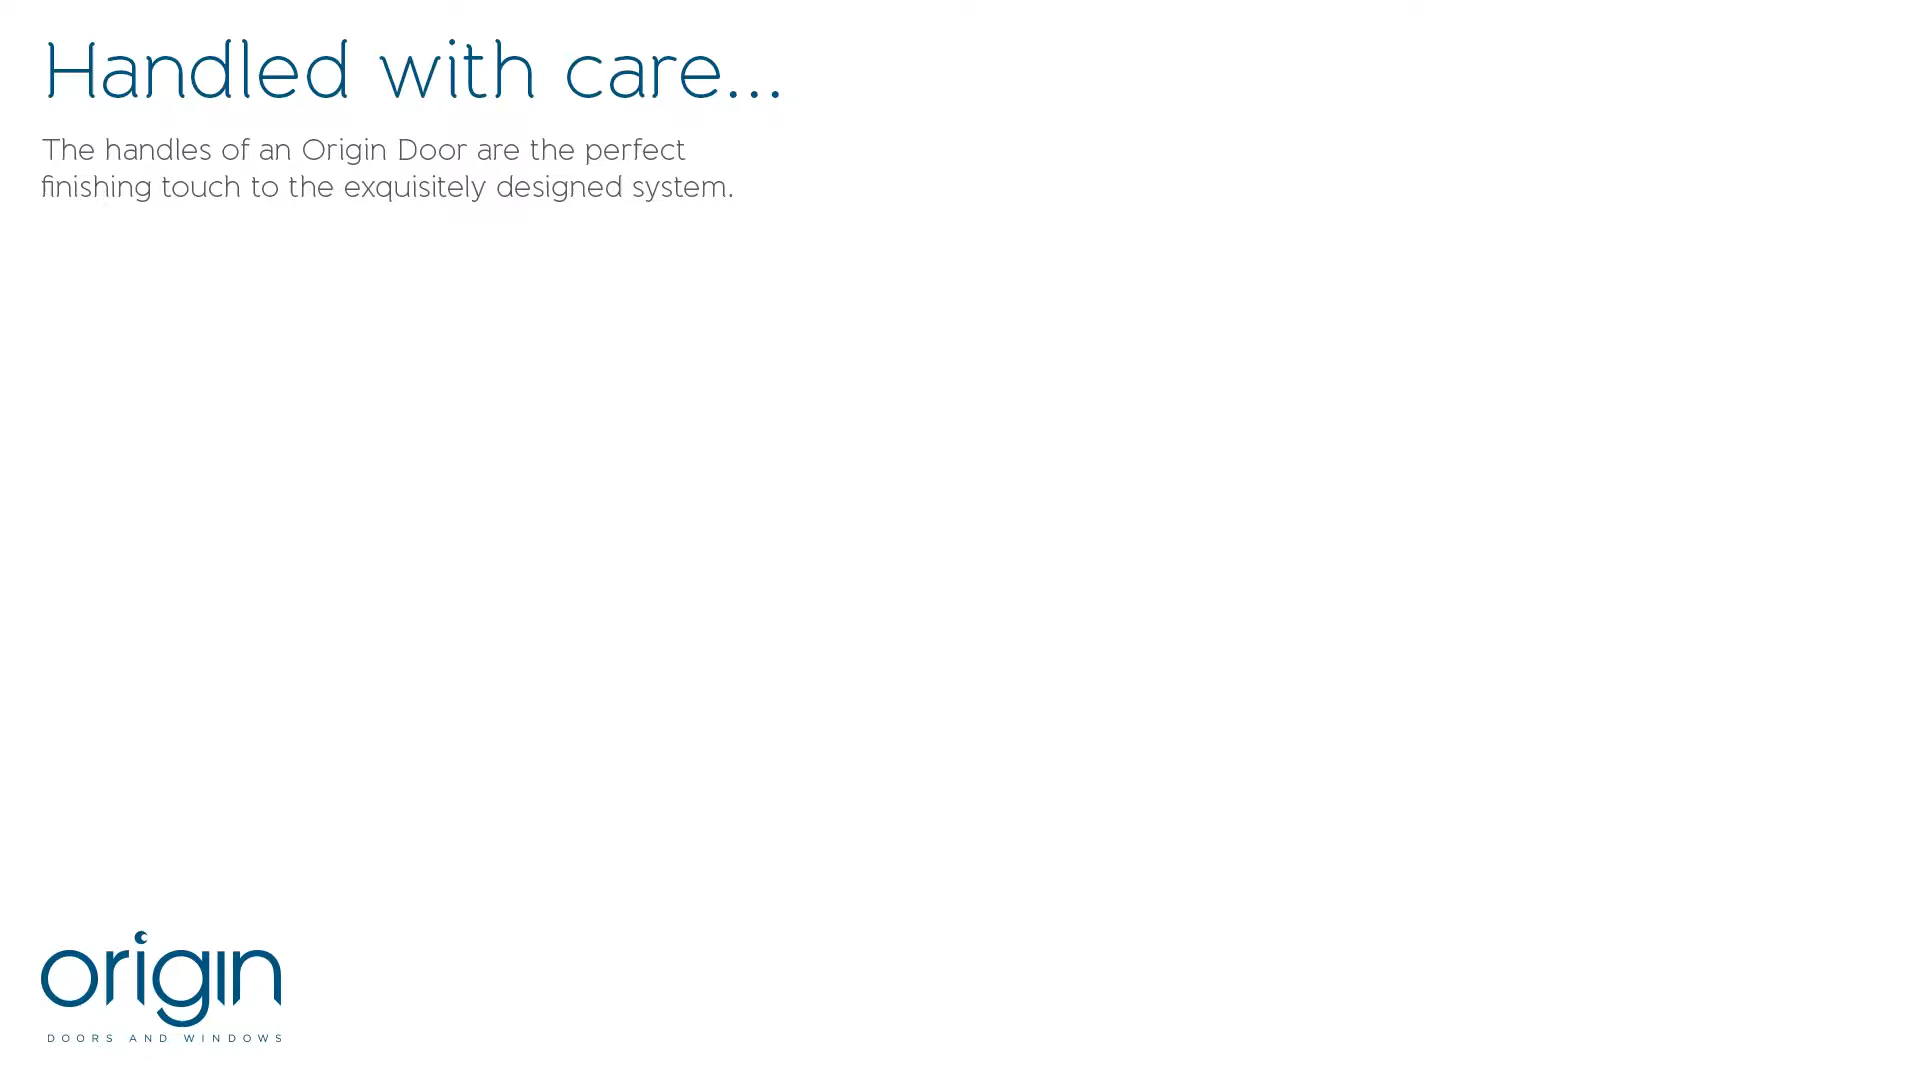 Handled with care...
The handles of an Origin Door are the perfect
finishing touch to the exquisitely designed system.
origin
DOORS AND WINDOWS